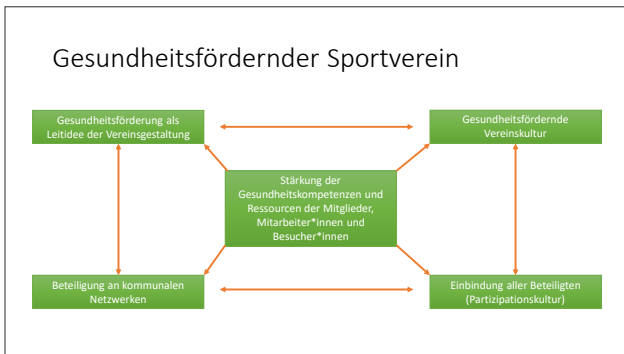 Gesundheitsfördernder Sportverein
Gesundheitsförderung als
Leitidee der Vereinsgestaltung
Gesundheitsfördernde
Vereinskultur
Stärkung der
Gesundheitskompetenzen und
Ressourcen der Mitglieder,
Mitarbeiter*innen und
Besucher*innen
Beteiligung an kommunalen
Netzwerken
Einbindung aller Beteiligten
(Partizipationskultur)